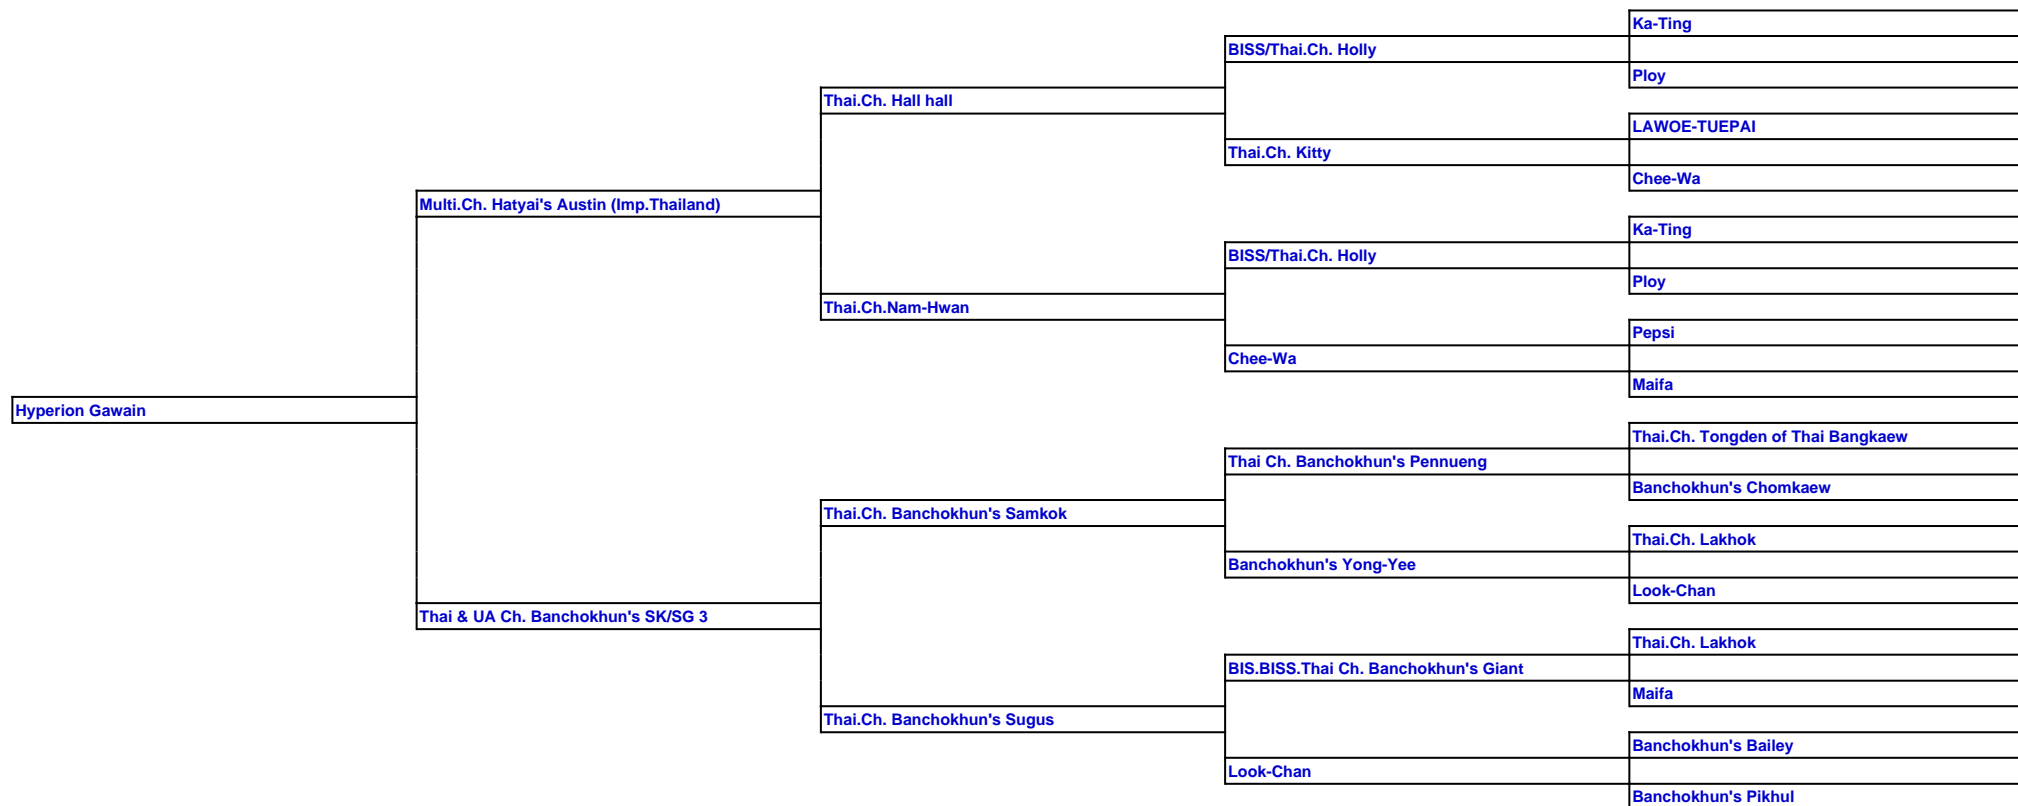 Ka-Ting
BISS/Thai.Ch. Holly
Ploy
Thai.Ch. Hall hall
LAWOE-TUEPAI
Thai.Ch. Kitty
Chee-Wa
Multi.Ch. Hatyai's Austin (Imp.Thailand)
Ka-Ting
BISS/Thai.Ch. Holly
Ploy
Thai.Ch.Nam-Hwan
Pepsi
Chee-Wa
Maifa
Hyperion Gawain
Thai.Ch. Tongden of Thai Bangkaew
Thai Ch. Banchokhun's Pennueng
Banchokhun's Chomkaew
Thai.Ch. Banchokhun's Samkok
Thai.Ch. Lakhok
Banchokhun's Yong-Yee
Look-Chan
Thai & UA Ch. Banchokhun's SK/SG 3
Thai.Ch. Lakhok
BIS.BISS.Thai Ch. Banchokhun's Giant
Maifa
Thai.Ch. Banchokhun's Sugus
Banchokhun's Bailey
Look-Chan
Banchokhun's Pikhul